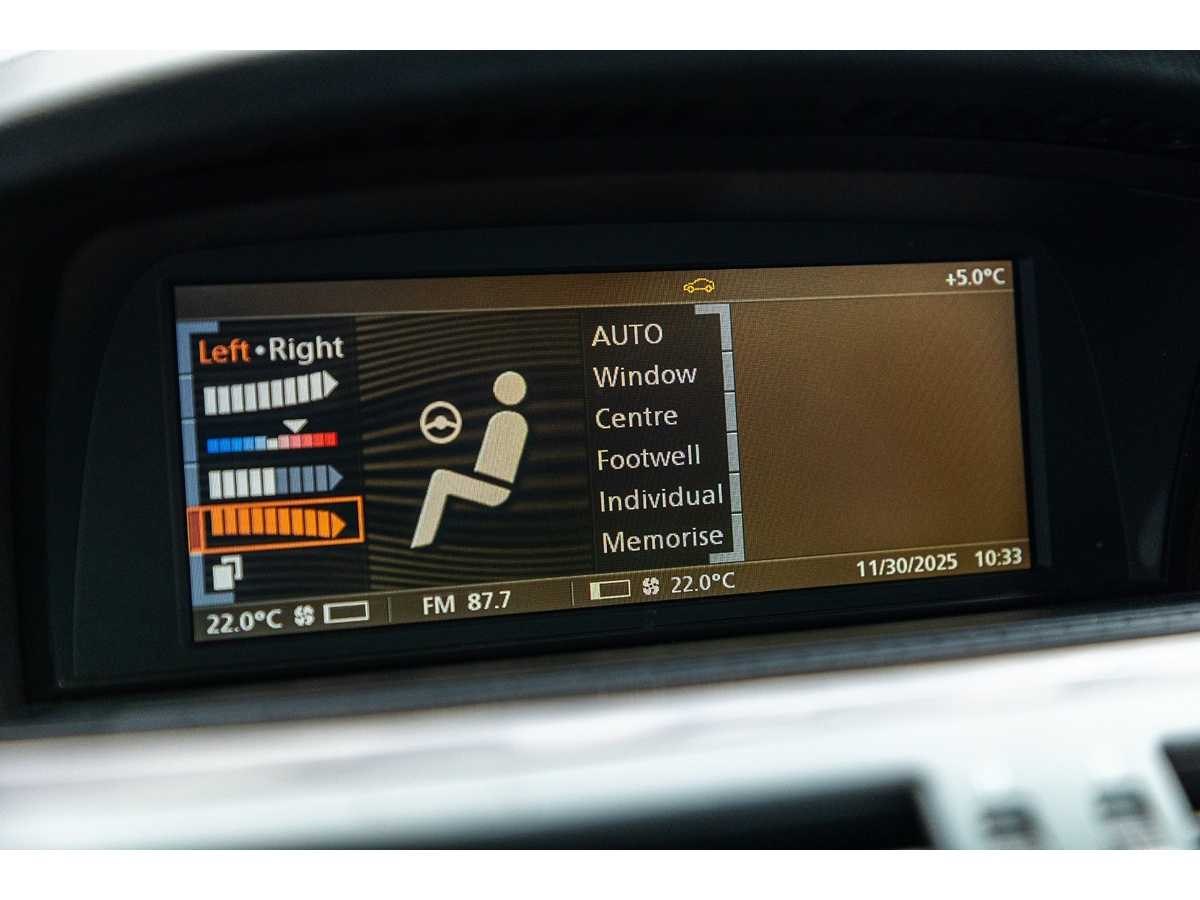 +5.0°C
Left • Right
AUTO
Window
Centre
Footwell
Individual
Memorise
22.0°C
FM 87.7
22.0°C
11/30/2025 10:33